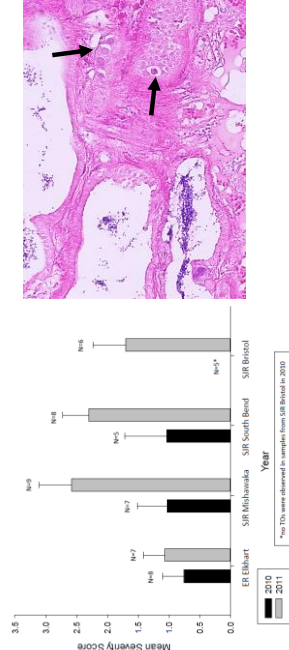 Mean Severity Score
3.5
3.0
2.5
2.0
1.5
1.0
0.5
0.0
N=8
N=7
N=7
N=9
N=5
N=8
N=5*
N=6
ER Elkhart
SJR Mishawaka
SJR South Bend
SJR Bristol
Year
2010
2011
*no TOs were observed in samples from SJR Bristol in 2010